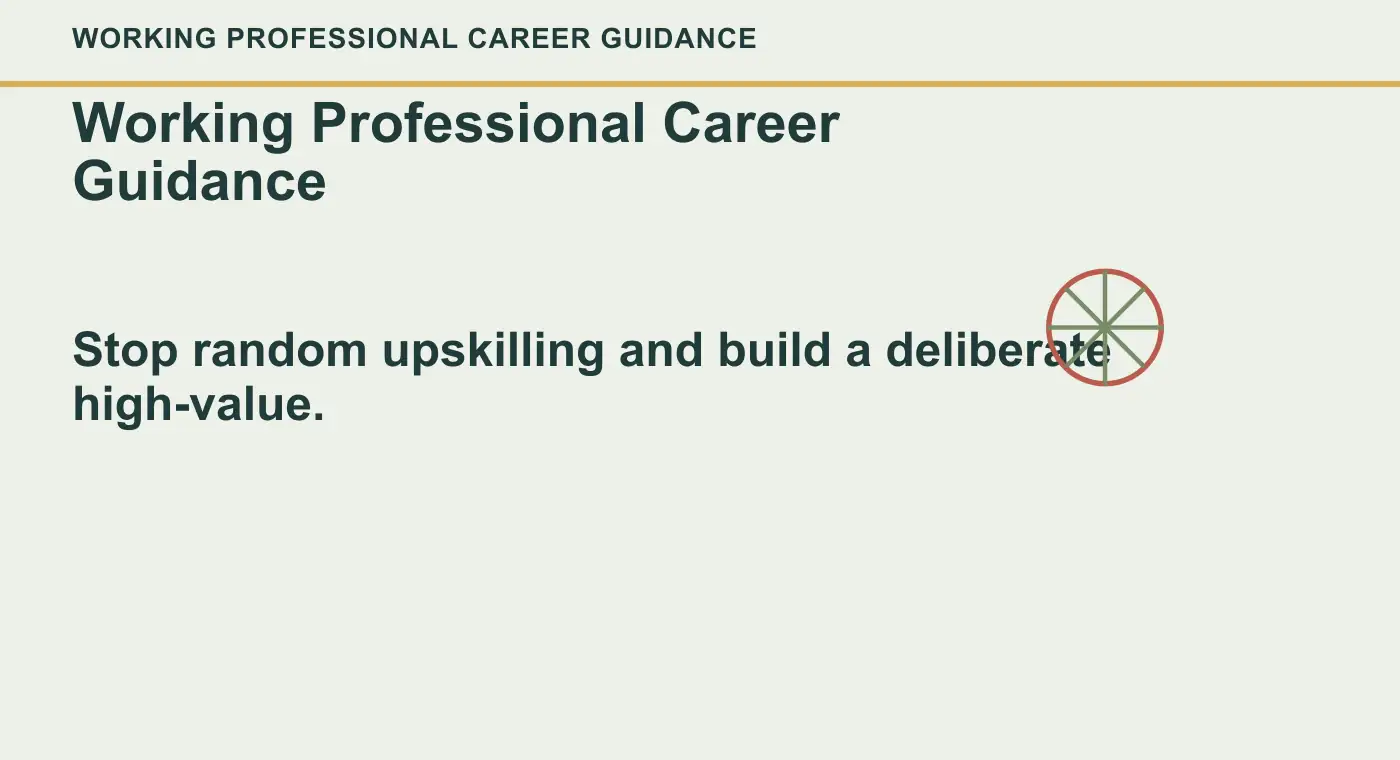 WORKING PROFESSIONAL CAREER GUIDANCE
Working Professional Career
Guidance
Stop random upskilling and build a deliberate
high-value.